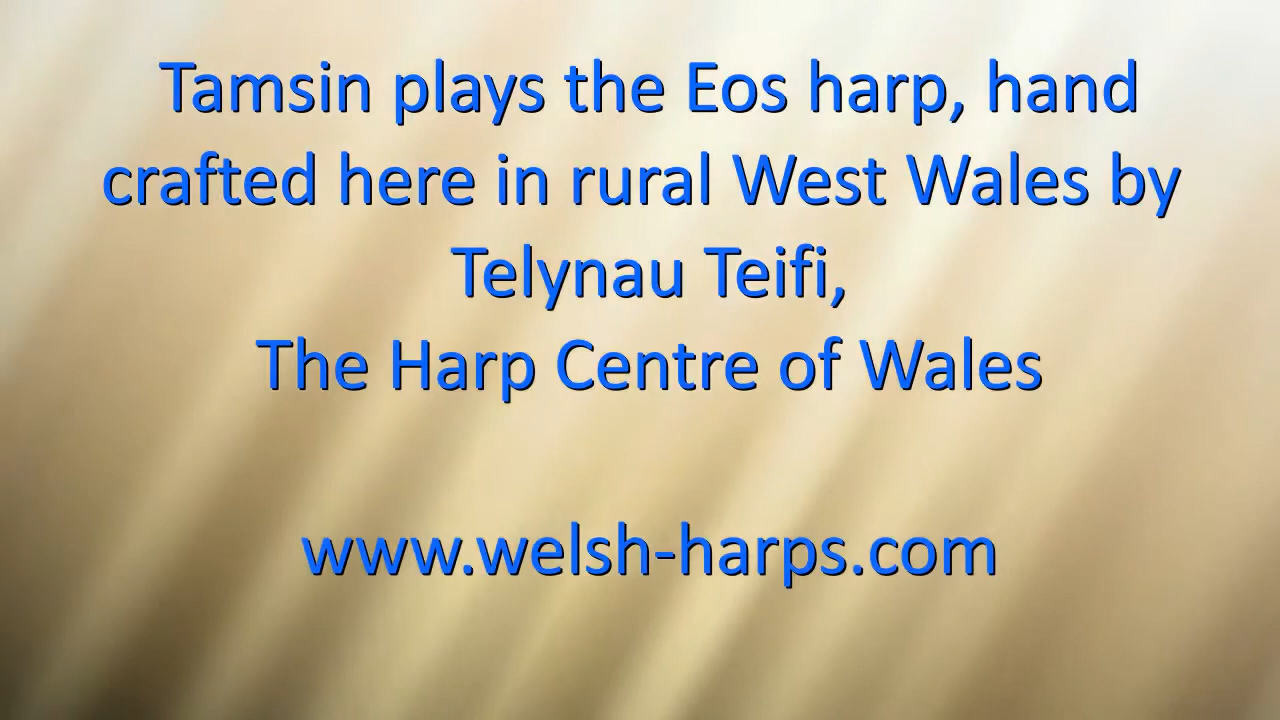 Tamsin plays the Eos harp, hand
crafted here in rural West Wales by
Telynau Teifi,
The Harp Centre of Wales
www.welsh-harps.com